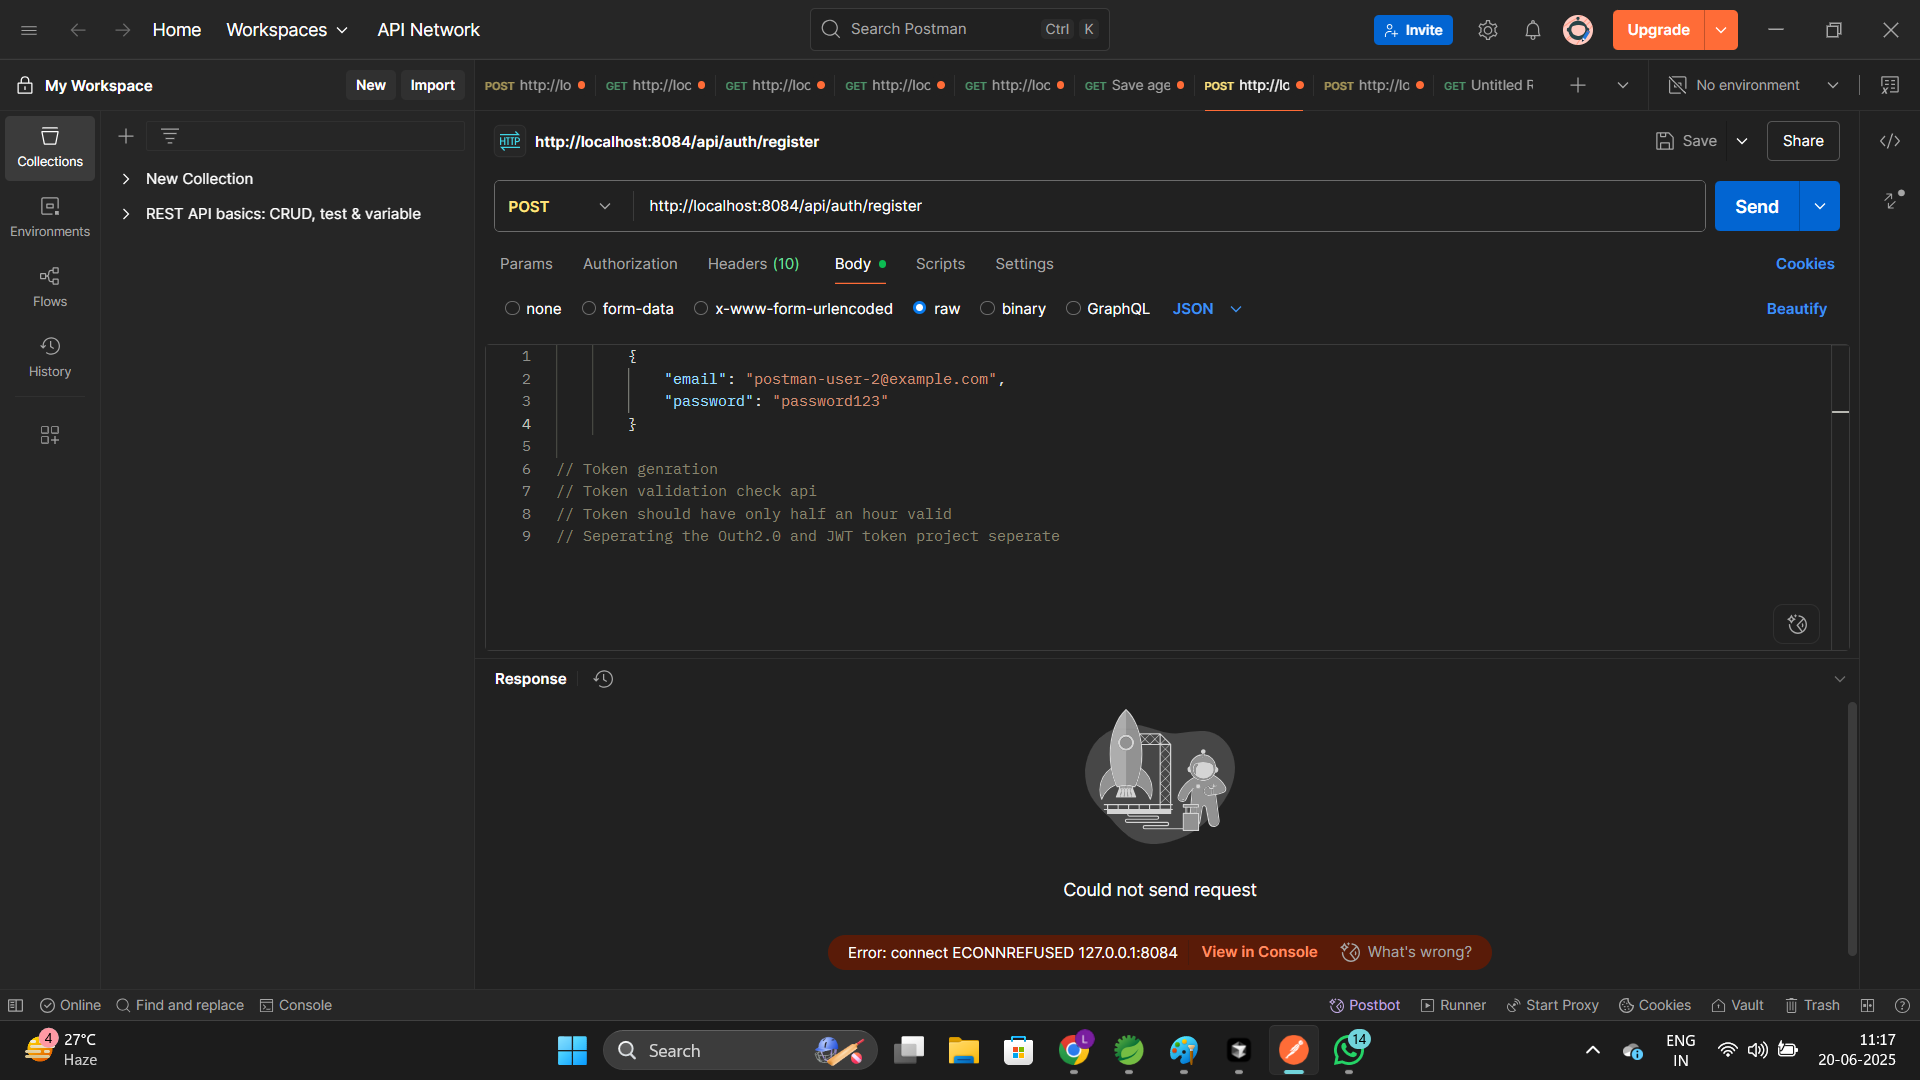 Home
Workspaces
API Network
Search Postman
Ctrl K
Invite
Upgrade
My Workspace
New
Import
POST http://lo
GET http://loc
GET http://loc
GET http://loc
GET http://loc
GET Save age
POST http://lo
POST http://lo
GET Untitled R
No environment
Collections
Environments
Flows
History
New Collection
REST API basics: CRUD, test & variable
HTTP
http://localhost:8084/api/auth/register
Save
Share
POST
http://localhost:8084/api/auth/register
Send
Params
Authorization
Headers (10)
Body
Scripts
Settings
Cookies
none
form-data
x-www-form-urlencoded
raw
binary
GraphQL
JSON
Beautify
1 {
2 "email": "postman-user-2@example.com",
3 "password": "password123"
4 }
5
6 // Token genration
7 // Token validation check api
8 // Token should have only half an hour valid
9 // Seperating the Outh2.0 and JWT token project seperate
Response
Could not send request
Error: connect ECONNREFUSED 127.0.0.1:8084
View in Console
What's wrong?
Online
Find and replace
Console
Postbot
Runner
Start Proxy
Cookies
Vault
Trash
4
27°C
Haze
Search
L
14
ENG
IN
11:17
20-06-2025